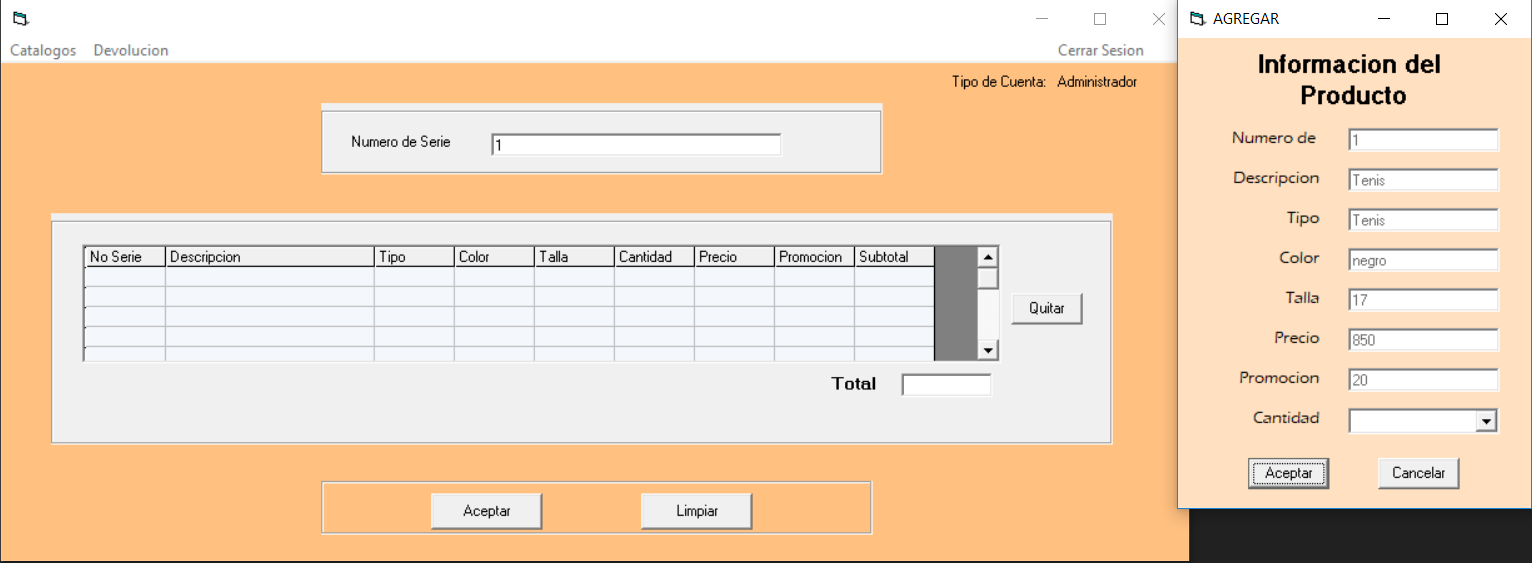 Catalogos Devolucion Cerrar Sesion
Tipo de Cuenta: Administrador
Numero de Serie 1
No Serie Descripcion Tipo Color Talla Cantidad Precio Promocion Subtotal
Quitar
Total
Aceptar Limpiar
AGREGAR
Informacion del
Producto
Numero de 1
Descripcion Tenis
Tipo Tenis
Color negro
Talla 17
Precio 850
Promocion 20
Cantidad
Aceptar Cancelar